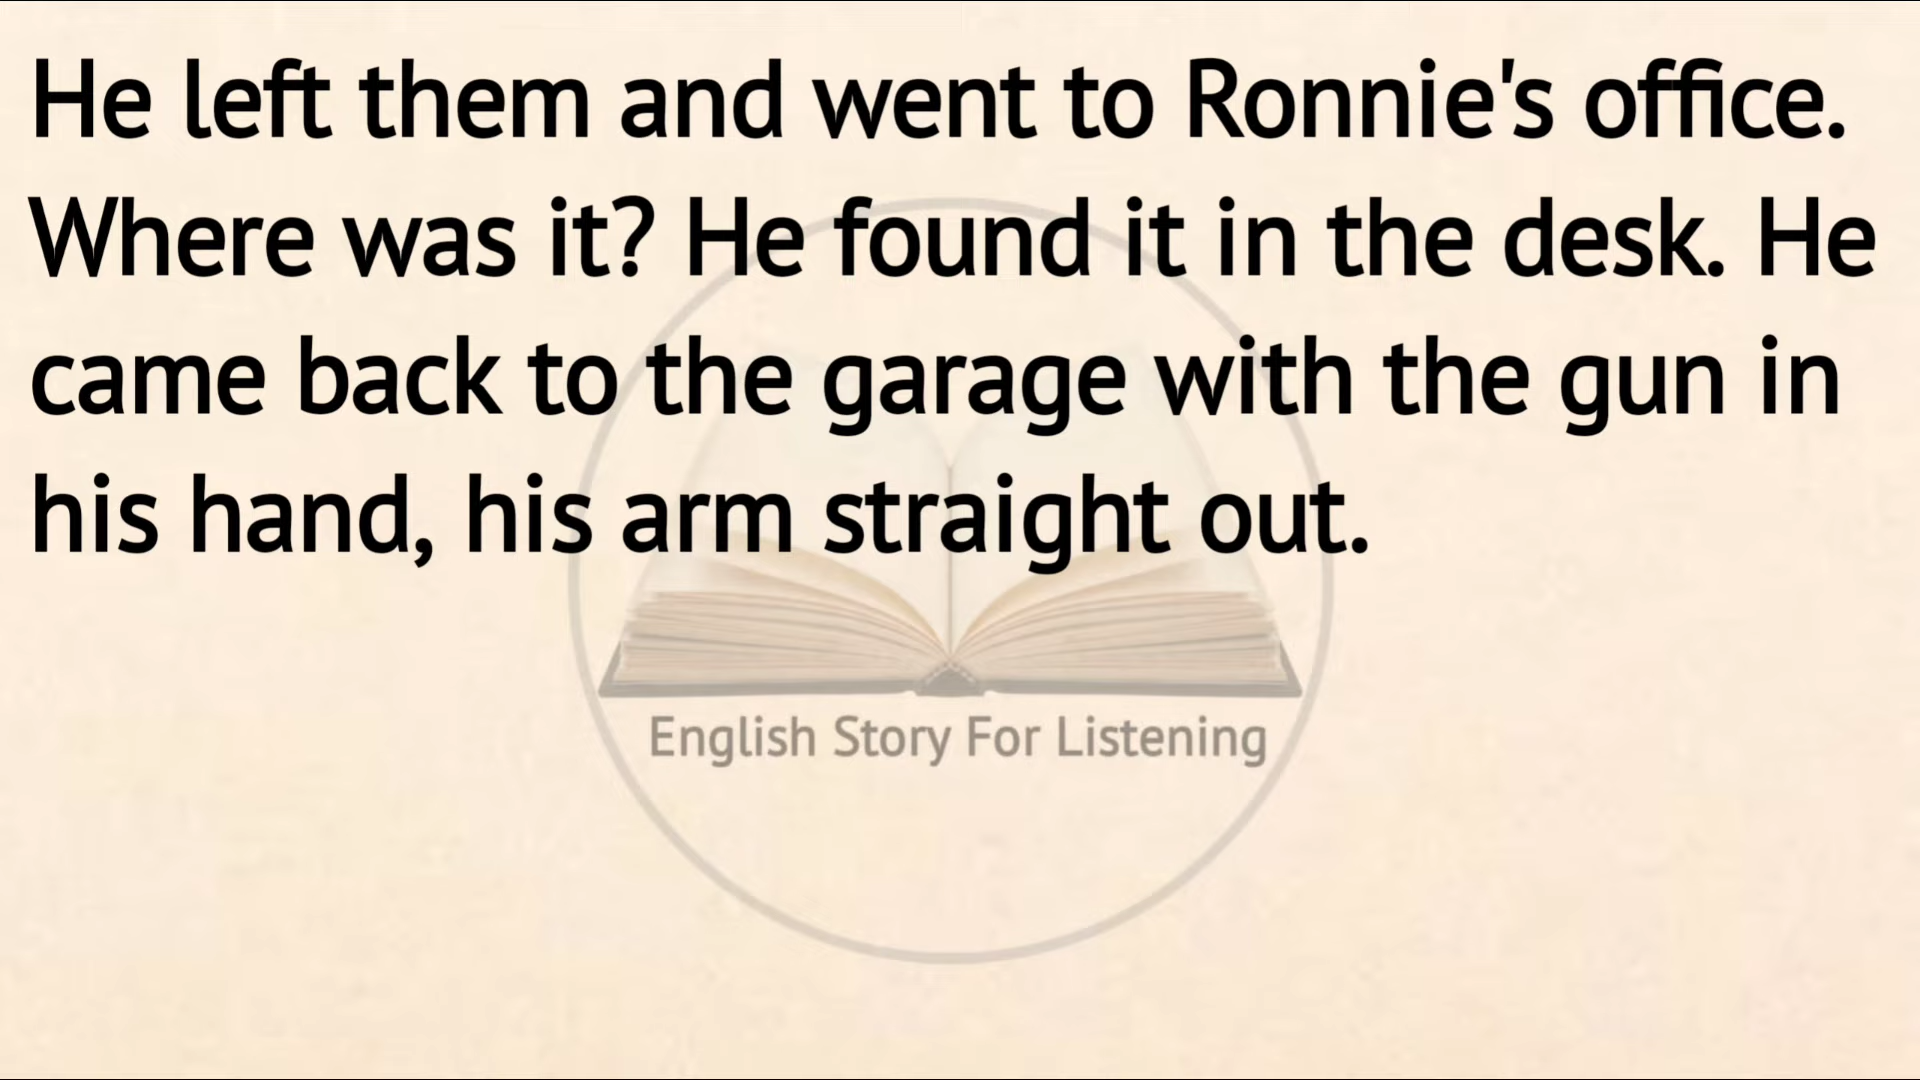 He left them and went to Ronnie's office.
Where was it? He found it in the desk. He
came back to the garage with the gun in
his hand, his arm straight out.
English Story For Listening